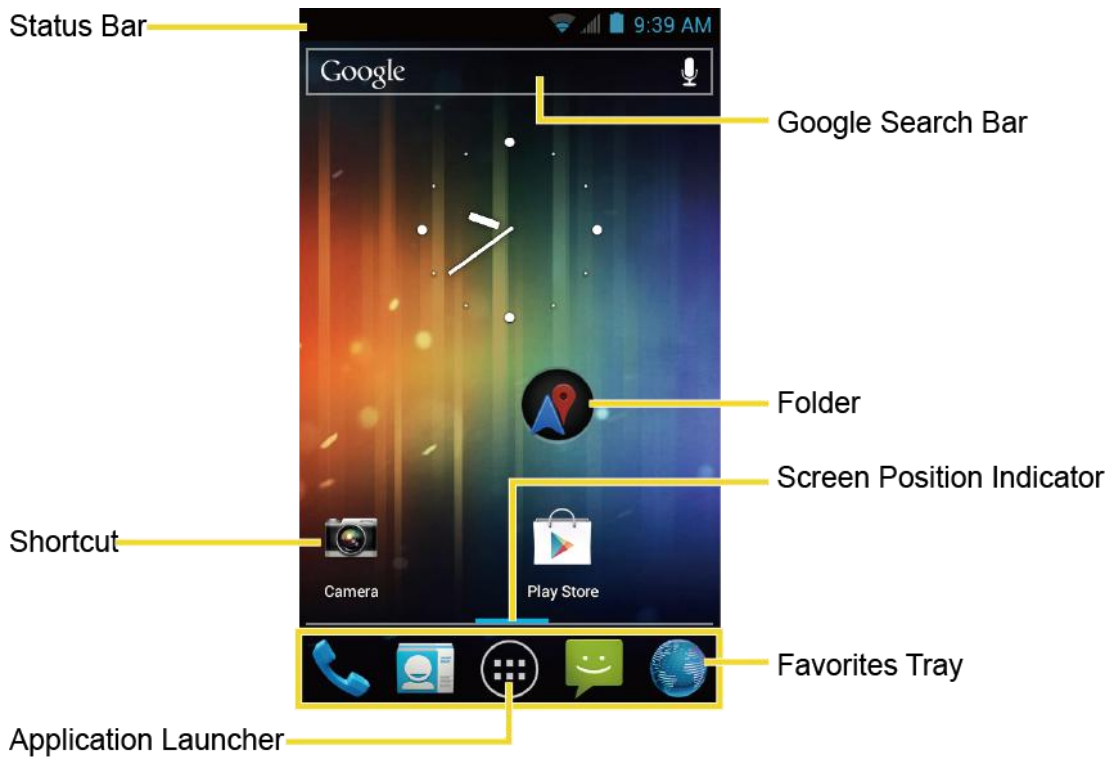 Status Bar
9:39 AM
Google
Google Search Bar
Folder
Screen Position Indicator
Shortcut
Camera
Play Store
Favorites Tray
Application Launcher